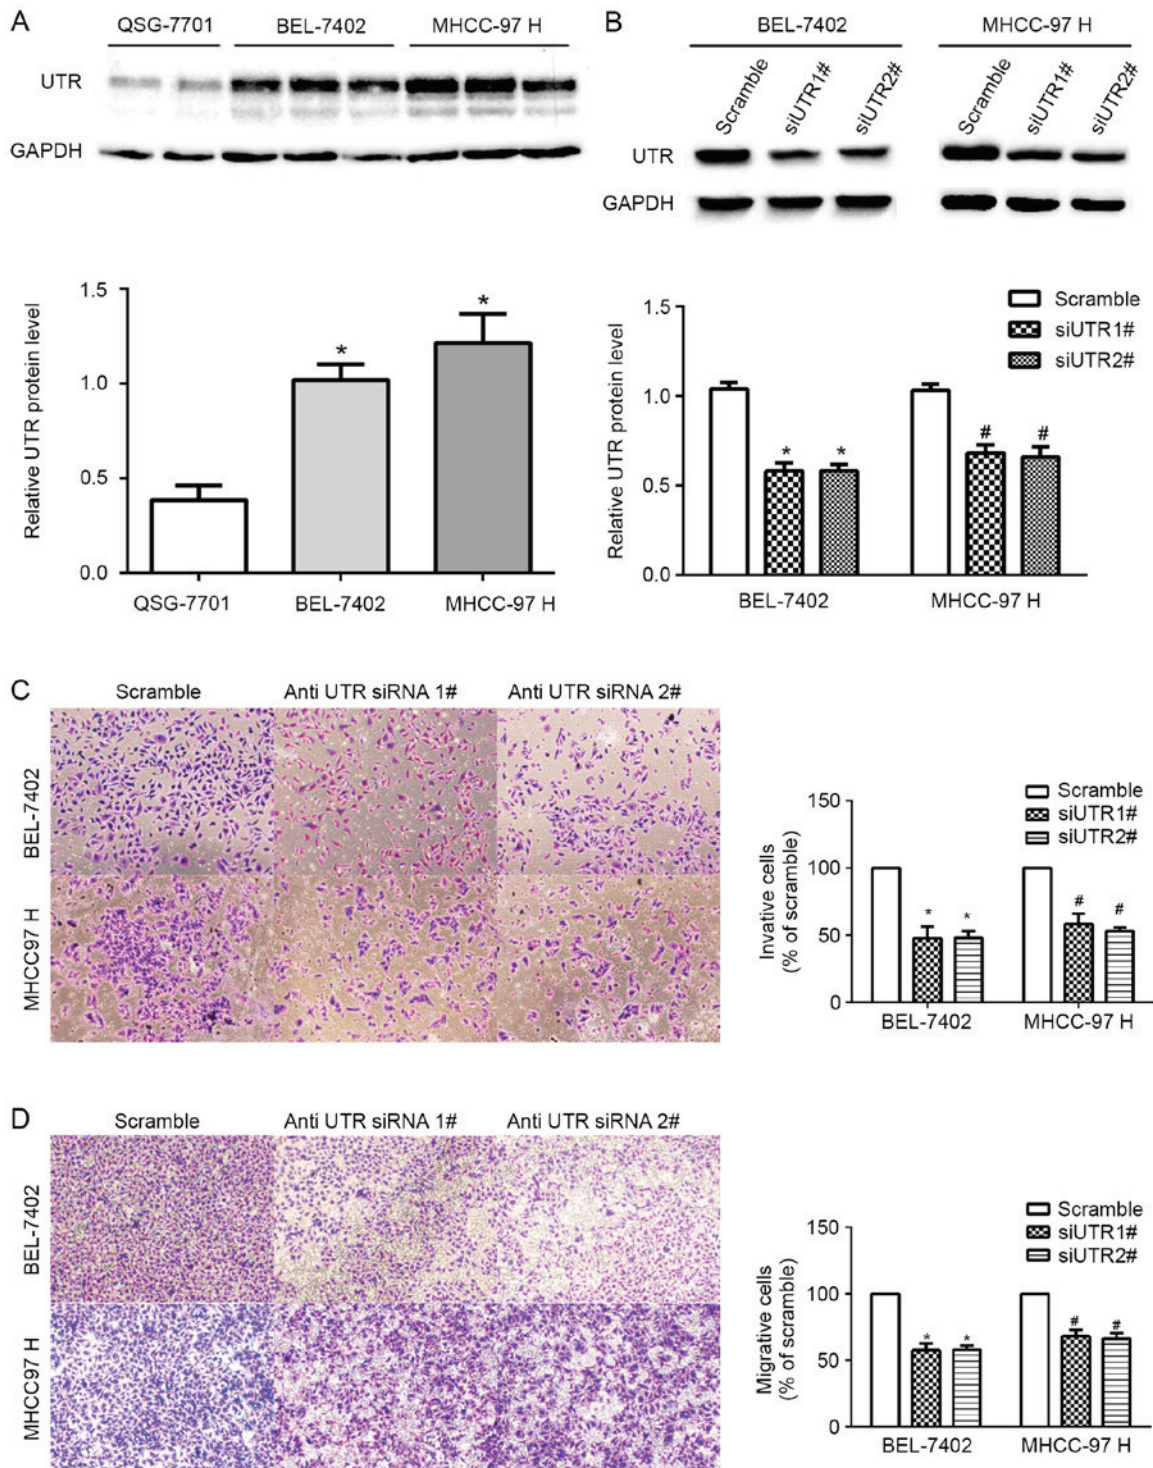 A
QSG-7701 BEL-7402 MHCC-97 H
UTR
GAPDH
Relative UTR protein level
1.5
1.0
0.5
0.0
* *
QSG-7701 BEL-7402 MHCC-97 H
B
BEL-7402 MHCC-97 H
Scramble siUTR1# siUTR2# Scramble siUTR1# siUTR2#
UTR
GAPDH
Scramble
siUTR1#
siUTR2#
Relative UTR protein level
1.5
1.0
0.5
0.0
* * # #
BEL-7402 MHCC-97 H
C
Scramble Anti UTR siRNA 1# Anti UTR siRNA 2#
BEL-7402
MHCC97 H
Scramble
siUTR1#
siUTR2#
Invative cells
(% of scramble)
150
100
50
0
* * # #
BEL-7402 MHCC-97 H
D
Scramble Anti UTR siRNA 1# Anti UTR siRNA 2#
BEL-7402
MHCC97 H
Scramble
siUTR1#
siUTR2#
Migrative cells
(% of scramble)
150
100
50
0
* * # #
BEL-7402 MHCC-97 H